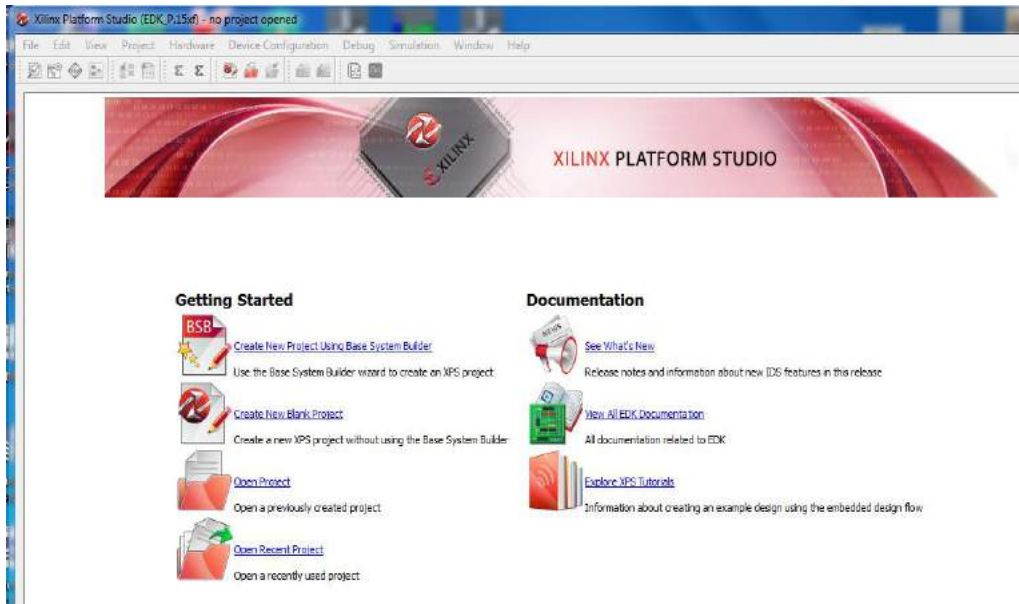 Xilinx Platform Studio (EDK_P.15xf) - no project opened
File Edit View Project Hardware Device Configuration Debug Simulation Window Help
XILINX
XILINX PLATFORM STUDIO
Getting Started
BSB
Create New Project Using Base System Builder
Use the Base System Builder wizard to create an XPS project
Create New Blank Project
Create a new XPS project without using the Base System Builder
Open Project
Open a previously created project
Open Recent Project
Open a recently used project
Documentation
NEWS
See What's New
Release notes and information about new IDS features in this release
View All EDK Documentation
All documentation related to EDK
Explore XPS Tutorials
Information about creating an example design using the embedded design flow